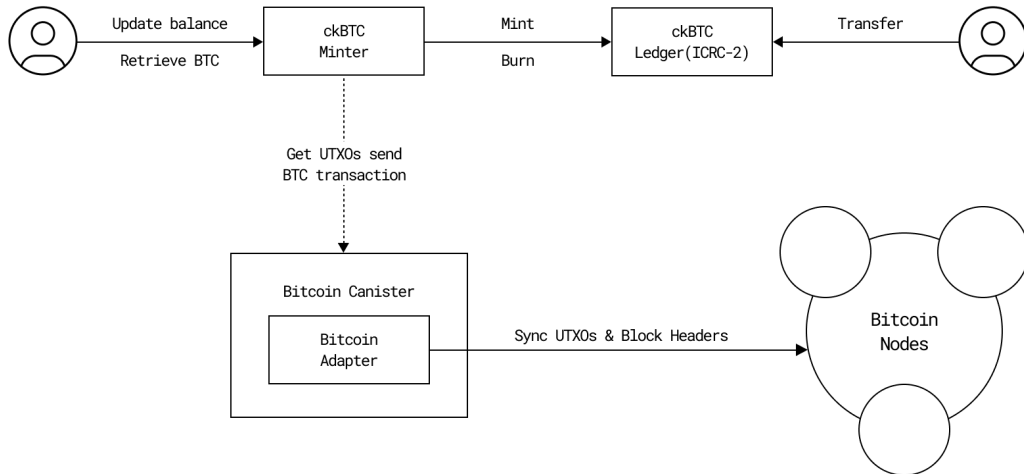 Update balance
Retrieve BTC
ckBTC
Minter
Mint
Burn
ckBTC
Ledger(ICRC-2)
Transfer
Get UTXOs send
BTC transaction
Bitcoin Canister
Bitcoin
Adapter
Sync UTXOs & Block Headers
Bitcoin
Nodes